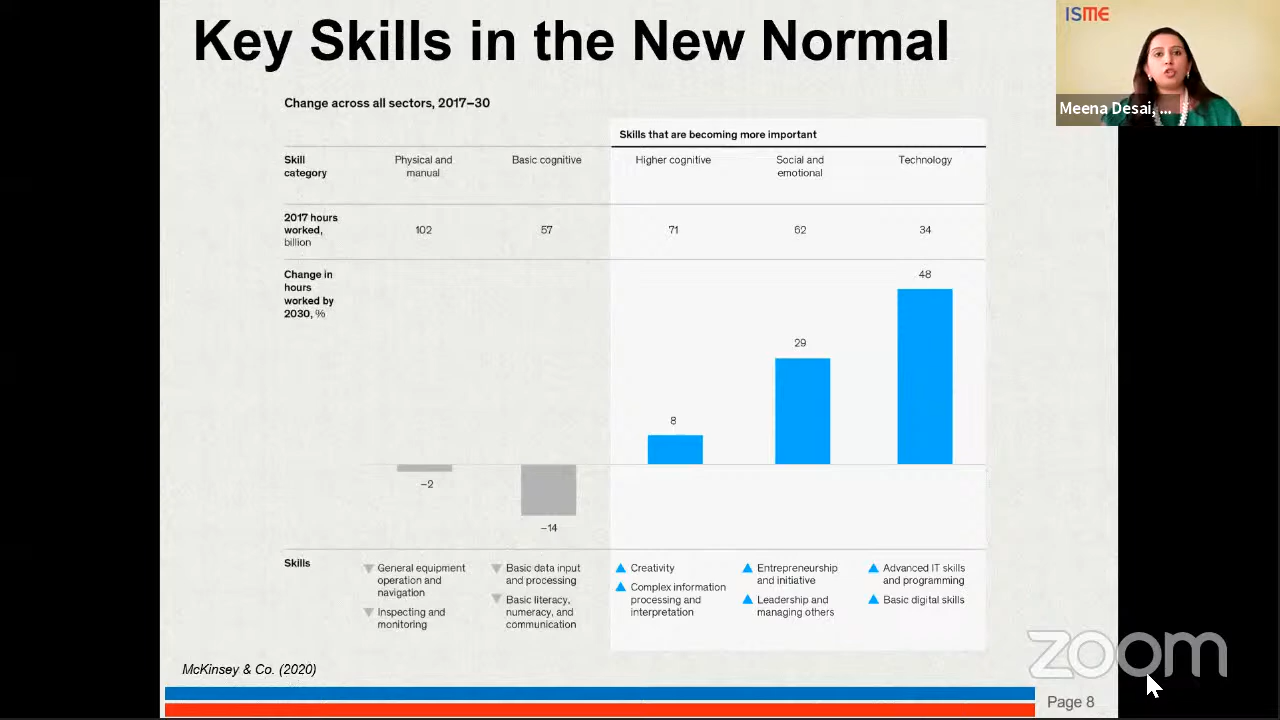 Key Skills in the New Normal
ISME
Meena Desai, ...
Change across all sectors, 2017–30
Skills that are becoming more important
Skill
category
Physical and
manual
Basic cognitive
Higher cognitive
Social and
emotional
Technology
2017 hours
worked,
billion
102
57
71
62
34
Change in
hours
worked by
2030, %
–2
–14
8
29
48
Skills
General equipment
operation and
navigation
Inspecting and
monitoring
Basic data input
and processing
Basic literacy,
numeracy, and
communication
Creativity
Complex information
processing and
interpretation
Entrepreneurship
and initiative
Leadership and
managing others
Advanced IT skills
and programming
Basic digital skills
McKinsey & Co. (2020)
zoom
Page 8